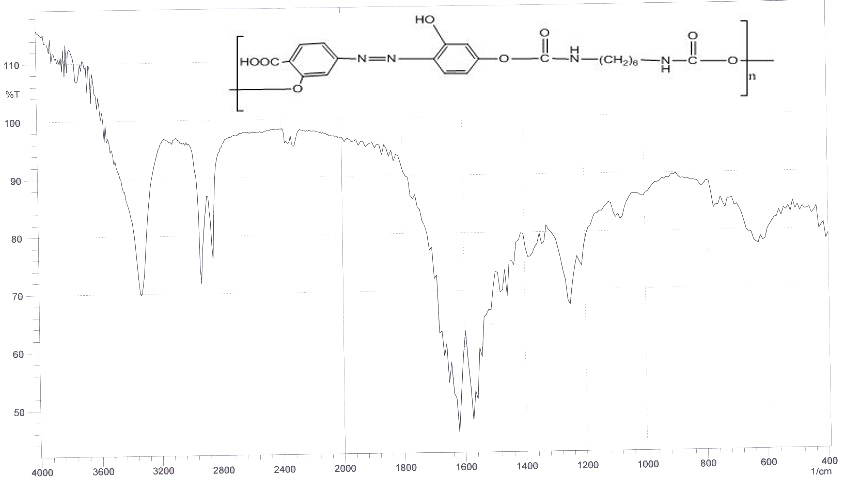 HO
O
O
HOOC
N
N
O
C
H
N
(CH₂)₆
N
H
C
O
O
n
110
%T
100
90
80
70
60
50
4000
3600
3200
2800
2400
2000
1800
1600
1400
1200
1000
800
600
400
1/cm